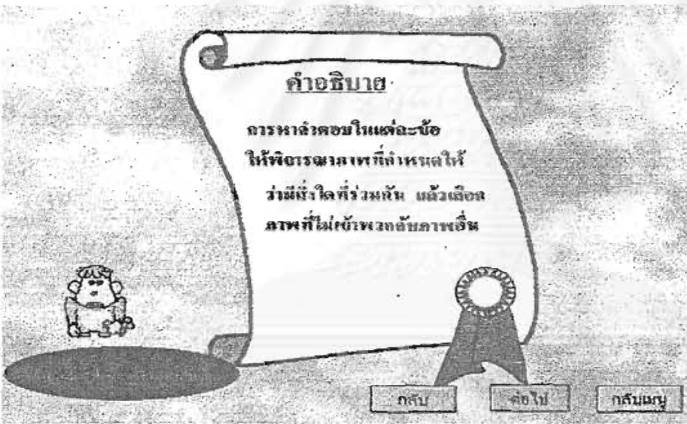 คำอธิบาย
การหาคำตอบในแต่ละข้อ
ให้พิจารณาภาพที่กำหนดให้
ว่ามีสิ่งใดที่ร่วมกัน แล้วเลือก
ภาพที่ไม่เข้าพวกกับภาพอื่น
กลับ
ต่อไป
กลับเมนู